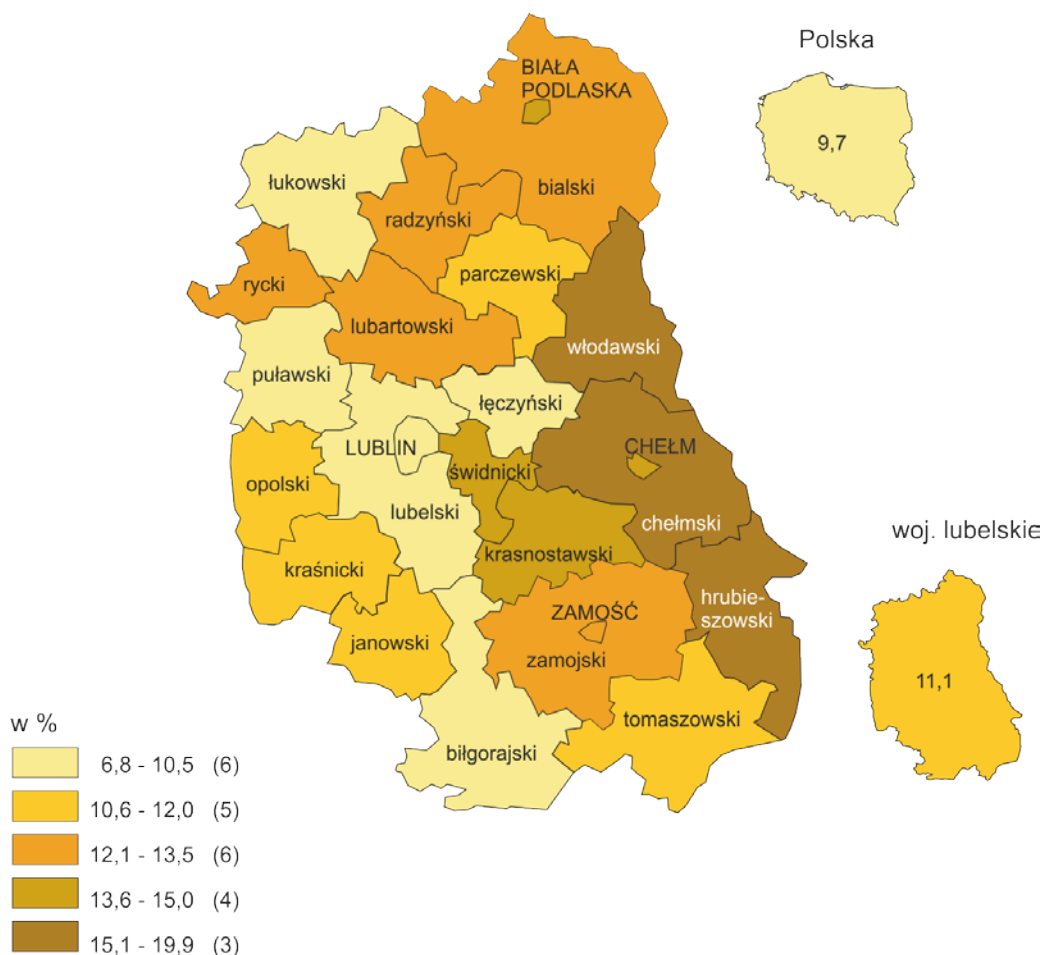 Polska
BIAŁA
PODLASKA
9,7
łukowski
bialski
radzyński
parczewski
rycki
lubartowski
włodawski
puławski
łęczyński
LUBLIN
CHEŁM
świdnicki
opolski
lubelski
chełmski
woj. lubelskie
krasnostawski
kraśnicki
hrubie-
szowski
ZAMOŚĆ
janowski
zamojski
11,1
tomaszowski
biłgorajski
w %
6,8 - 10,5 (6)
10,6 - 12,0 (5)
12,1 - 13,5 (6)
13,6 - 15,0 (4)
15,1 - 19,9 (3)